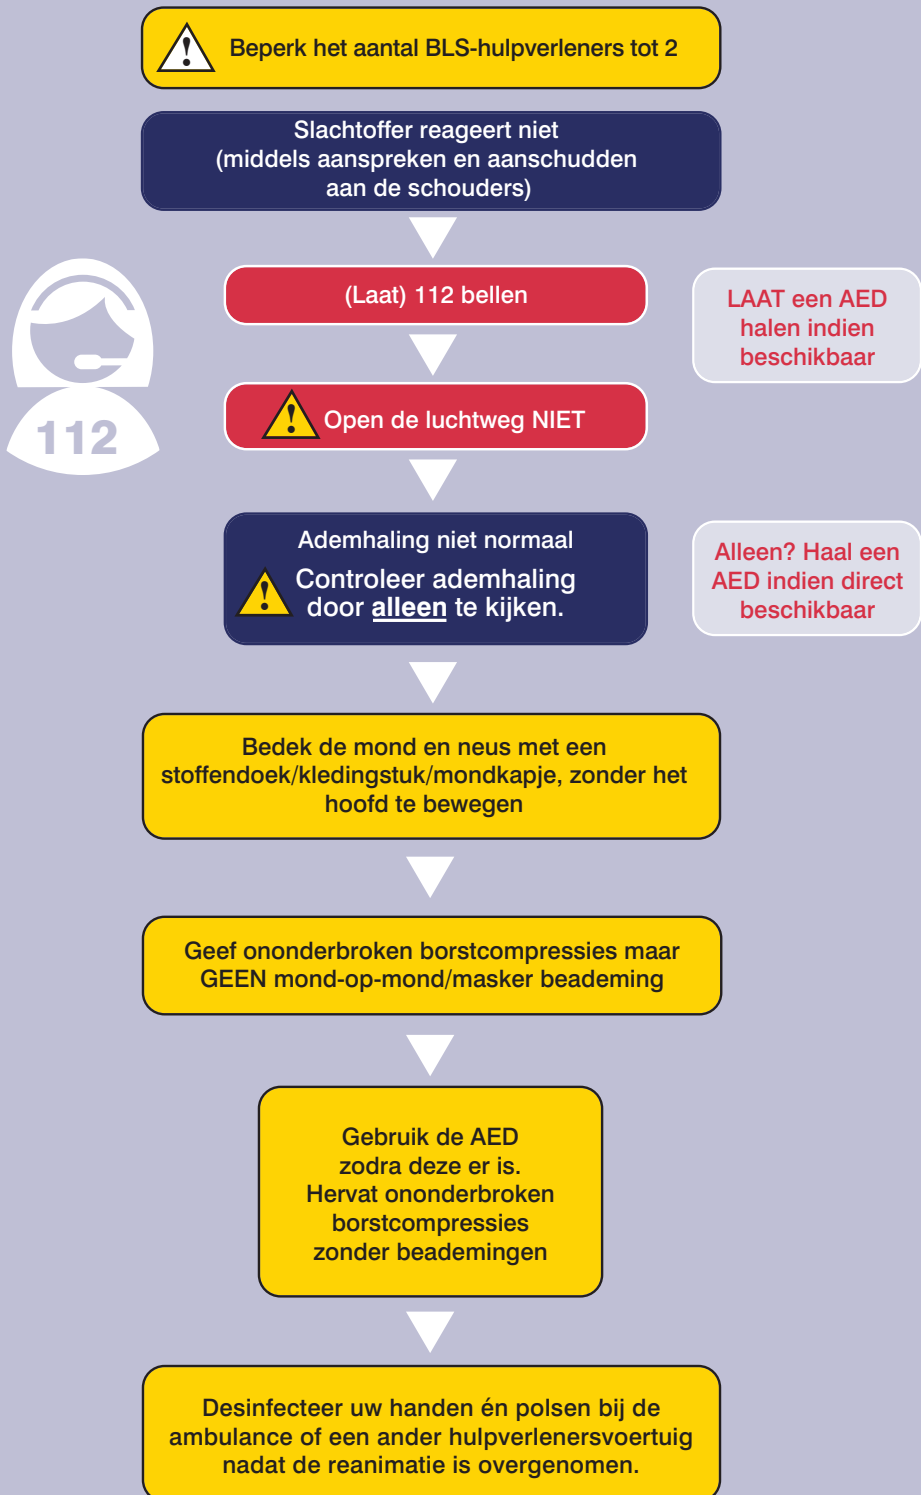 Beperk het aantal BLS-hulpverleners tot 2
Slachtoffer reageert niet
(middels aanspreken en aanschudden
aan de schouders)
(Laat) 112 bellen
LAAT een AED
halen indien
beschikbaar
112
Open de luchtweg NIET
Ademhaling niet normaal
Controleer ademhaling
door alleen te kijken.
Alleen? Haal een
AED indien direct
beschikbaar
Bedek de mond en neus met een
stoffendoek/kledingstuk/mondkapje, zonder het
hoofd te bewegen
Geef ononderbroken borstcompressies maar
GEEN mond-op-mond/masker beademing
Gebruik de AED
zodra deze er is.
Hervat ononderbroken
borstcompressies
zonder beademingen
Desinfecteer uw handen én polsen bij de
ambulance of een ander hulpverlenersvoertuig
nadat de reanimatie is overgenomen.